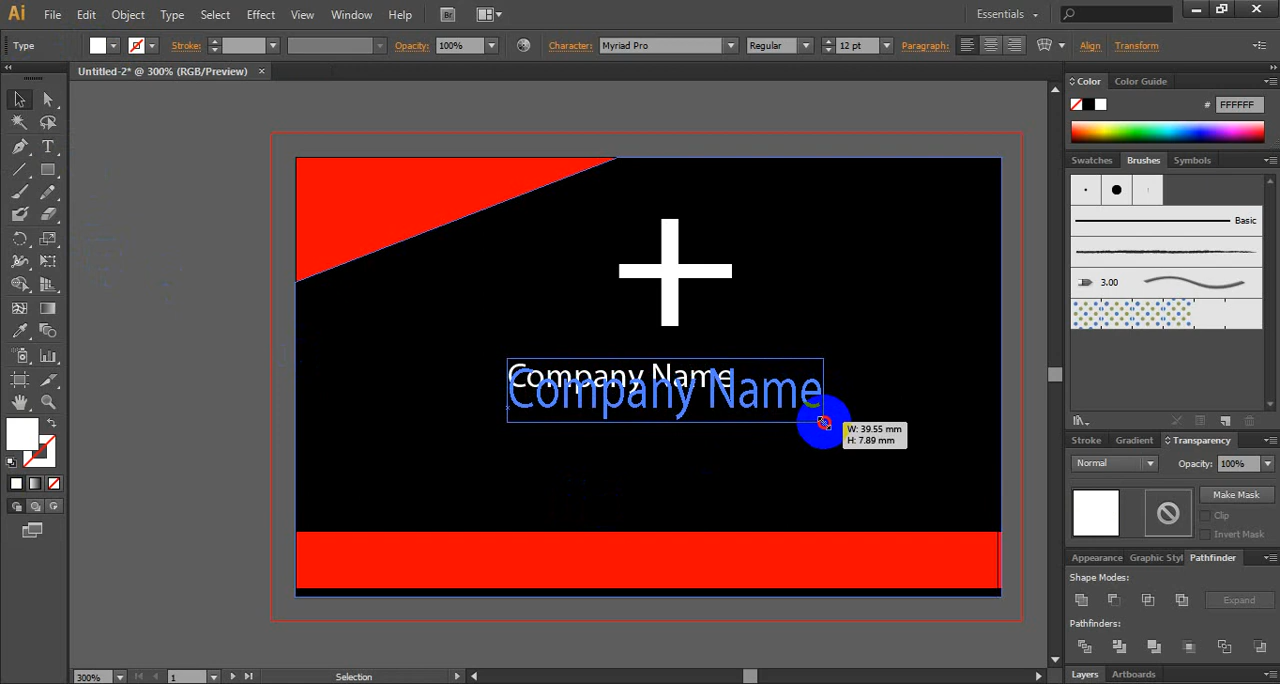 Ai File Edit Object Type Select Effect View Window Help Br Essentials
Type Stroke: Opacity: 100% Character: Myriad Pro Regular 12 pt Paragraph: Align Transform
Untitled-2* @ 300% (RGB/Preview) ×
Color Color Guide
# FFFFFF
Swatches Brushes Symbols
Basic
3.00
Company Name
Company Name
W: 39.55 mm
H: 7.89 mm
Stroke Gradient Transparency
Normal Opacity: 100%
Make Mask
Clip
Invert Mask
Appearance Graphic Styl Pathfinder
Shape Modes:
Expand
Pathfinders:
Layers Artboards
300% 1 Selection